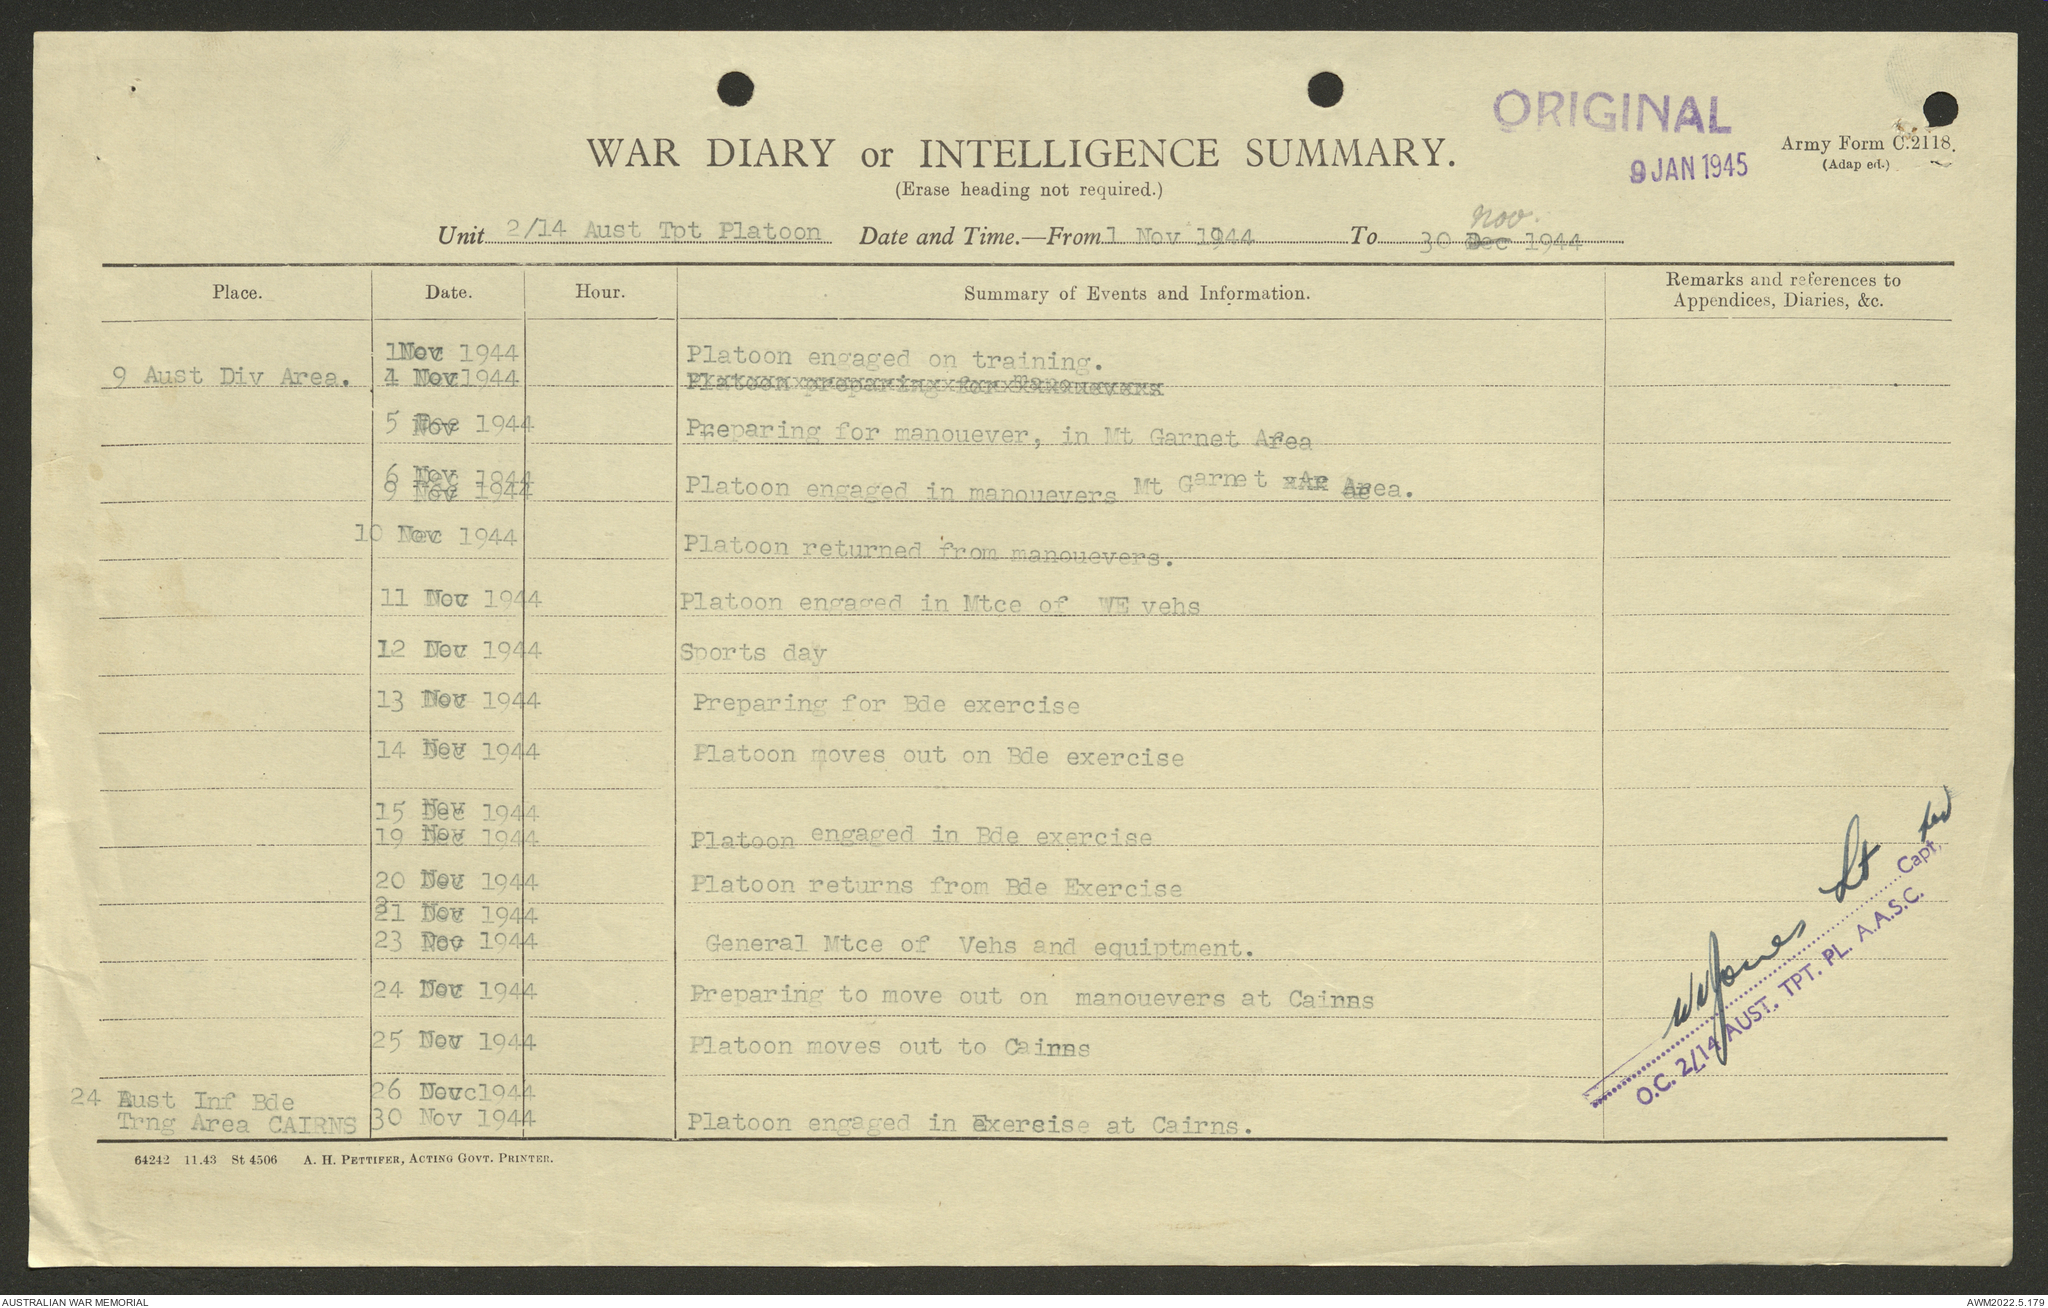 ORIGINAL
9 JAN 1945
Army Form C.2118.
(Adap ed.)
WAR DIARY or INTELLIGENCE SUMMARY.
(Erase heading not required.)
Unit 2/14 Aust Tpt Platoon Date and Time.—From 1 Nov 1944 To 30 Dec Nov. 1944
Place. Date. Hour. Summary of Events and Information. Remarks and references to Appendices, Diaries, &c.
1 Nov 1944 Platoon engaged on training.
9 Aust Div Area. 4 Nov 1944 Platoon preparing for manouevers
5 Nov 1944 Preparing for manouever, in Mt Garnet Area
6 Nov 1944
9 Nov 1944 Platoon engaged in manouevers Mt Garnet Area.
10 Nov 1944 Platoon returned from manouevers.
11 Nov 1944 Platoon engaged in Mtce of WE vehs
12 Nov 1944 Sports day
13 Nov 1944 Preparing for Bde exercise
14 Nov 1944 Platoon moves out on Bde exercise
15 Nov 1944
19 Nov 1944 Platoon engaged in Bde exercise
20 Nov 1944 Platoon returns from Bde Exercise
21 Nov 1944
23 Nov 1944 General Mtce of Vehs and equiptment.
24 Nov 1944 Preparing to move out on manouevers at Cairns
25 Nov 1944 Platoon moves out to Cairns
24 Aust Inf Bde 26 Nov 1944
Trng Area CAIRNS 30 Nov 1944 Platoon engaged in Exercise at Cairns.
WJones Lt for
Capt,
O.C. 2/14 AUST. TPT. PL. A.A.S.C.
64242 11.43 St 4506 A. H. PETTIFER, ACTING GOVT. PRINTER.
AUSTRALIAN WAR MEMORIAL
AWM2022.5.179